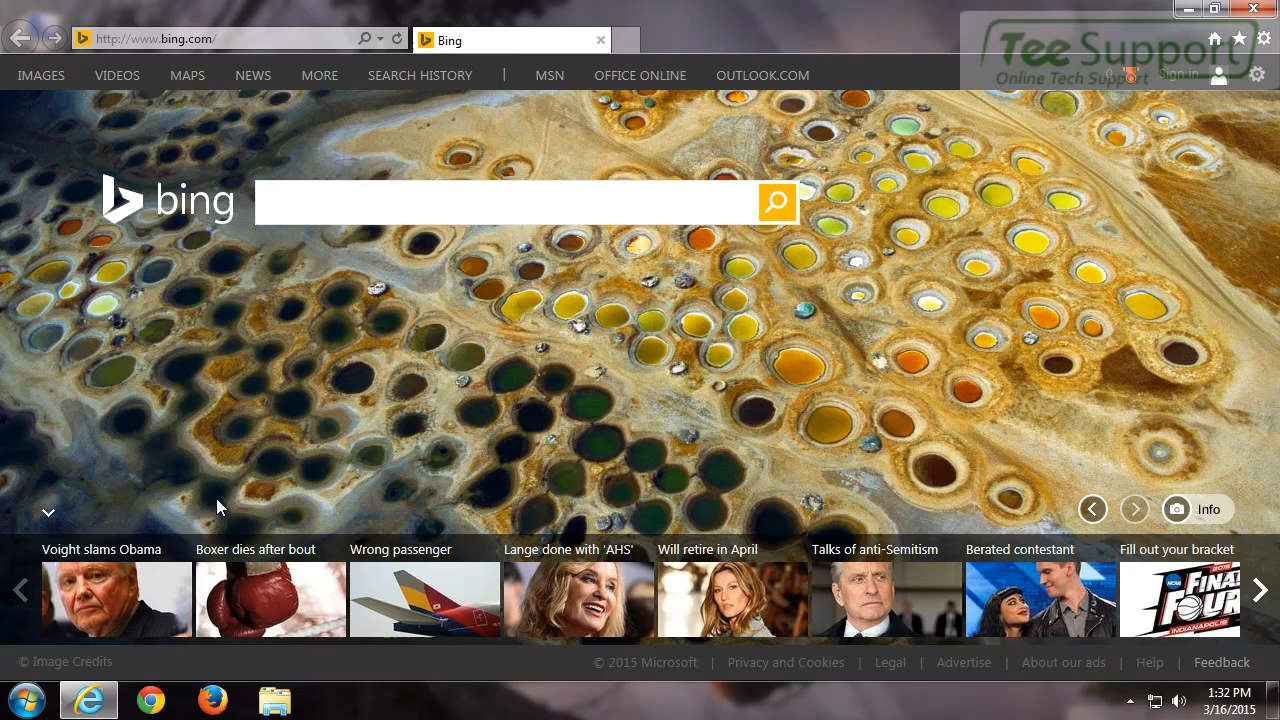 http://www.bing.com/
Bing
Tee Support
Online Tech Support
IMAGES VIDEOS MAPS NEWS MORE SEARCH HISTORY | MSN OFFICE ONLINE OUTLOOK.COM
0 Sign in
bing
Info
Voight slams Obama Boxer dies after bout Wrong passenger Lange done with 'AHS' Will retire in April Talks of anti-Semitism Berated contestant Fill out your bracket
2015
NCAA FINAL
FOUR
INDIANAPOLIS
© Image Credits © 2015 Microsoft | Privacy and Cookies | Legal | Advertise | About our ads | Help | Feedback
1:32 PM
3/16/2015